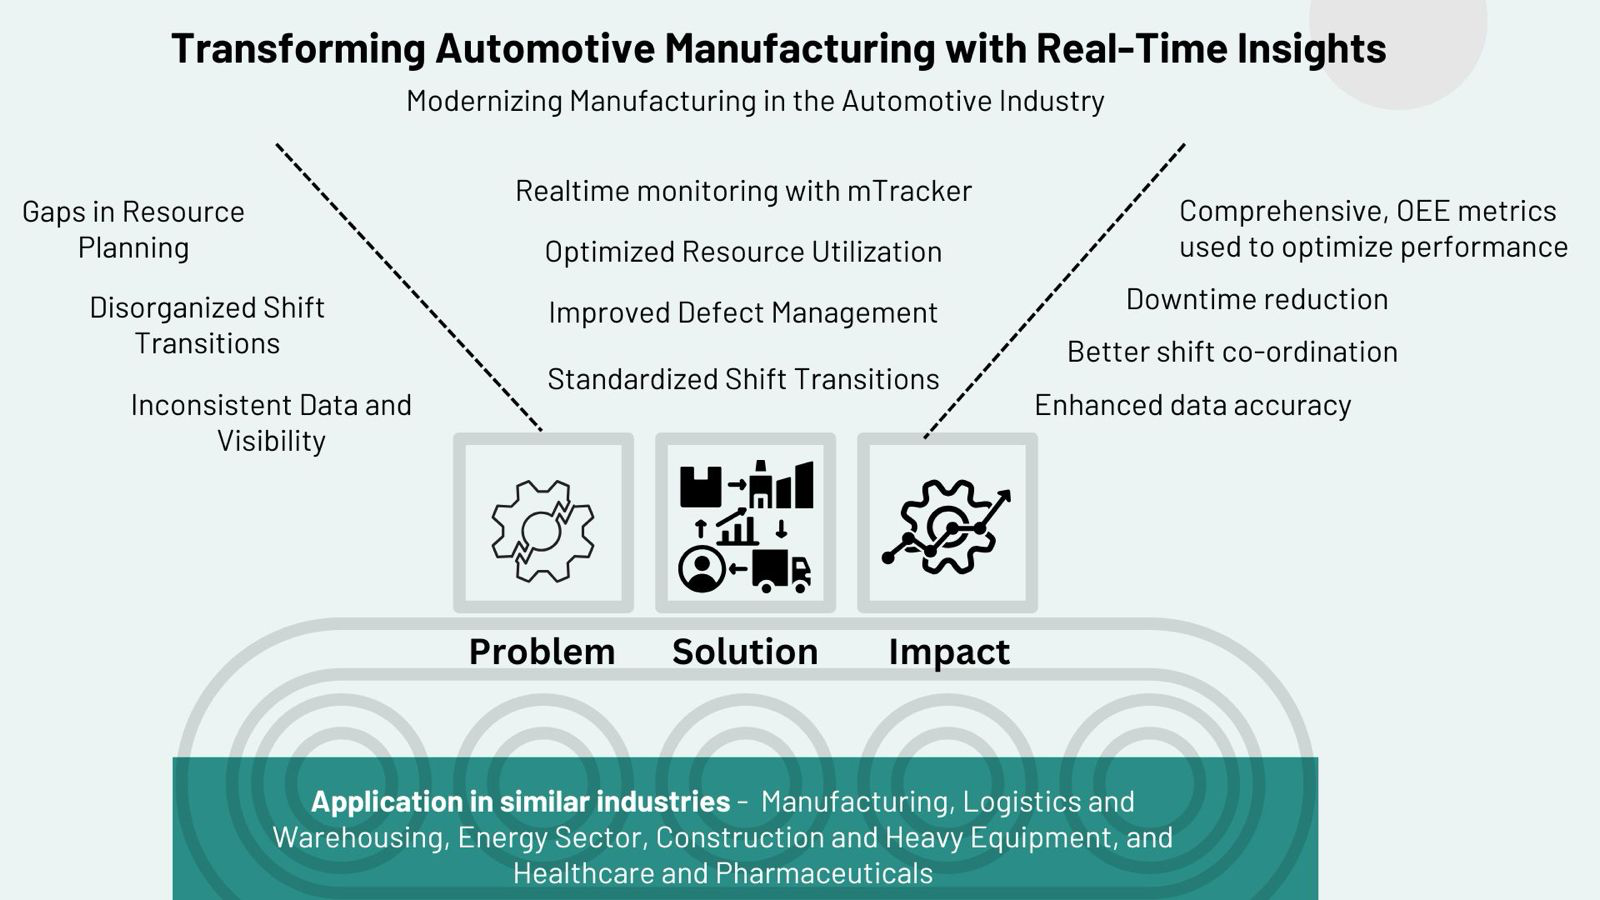 Transforming Automotive Manufacturing with Real-Time Insights
Modernizing Manufacturing in the Automotive Industry
Gaps in Resource
Planning
Disorganized Shift
Transitions
Inconsistent Data and
Visibility
Realtime monitoring with mTracker
Optimized Resource Utilization
Improved Defect Management
Standardized Shift Transitions
Comprehensive, OEE metrics
used to optimize performance
Downtime reduction
Better shift co-ordination
Enhanced data accuracy
Problem
Solution
Impact
Application in similar industries - Manufacturing, Logistics and
Warehousing, Energy Sector, Construction and Heavy Equipment, and
Healthcare and Pharmaceuticals